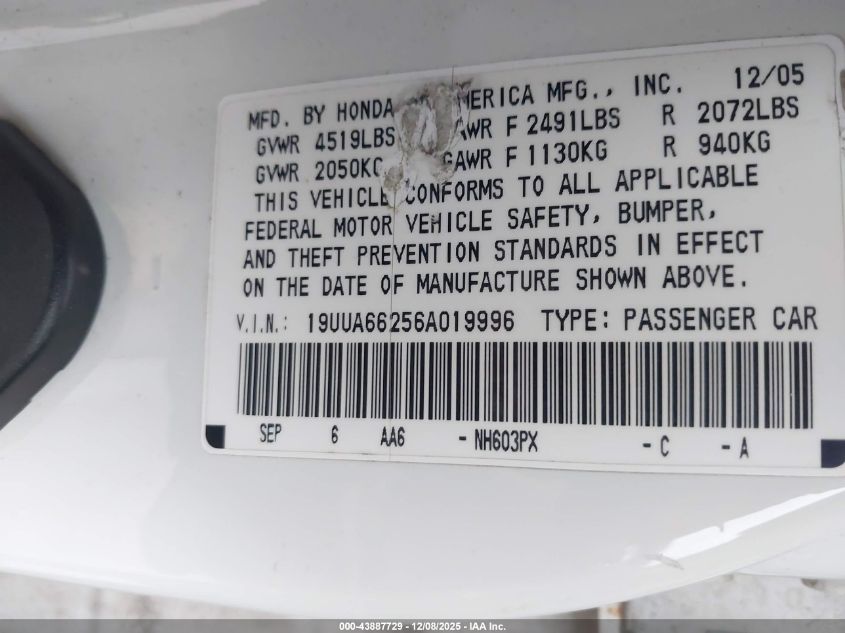 MFD. BY HONDA MERICA MFG., INC. 12/05
GVWR 4519LBS AWR F 2491LBS R 2072LBS
GVWR 2050KG GAWR F 1130KG R 940KG
THIS VEHICLE CONFORMS TO ALL APPLICABLE
FEDERAL MOTOR VEHICLE SAFETY, BUMPER,
AND THEFT PREVENTION STANDARDS IN EFFECT
ON THE DATE OF MANUFACTURE SHOWN ABOVE.
V.I.N.: 19UUA66256A019996 TYPE: PASSENGER CAR
SEP 6 AA6 - NH603PX - C - A
000-43887729 - 12/08/2025 - IAA Inc.